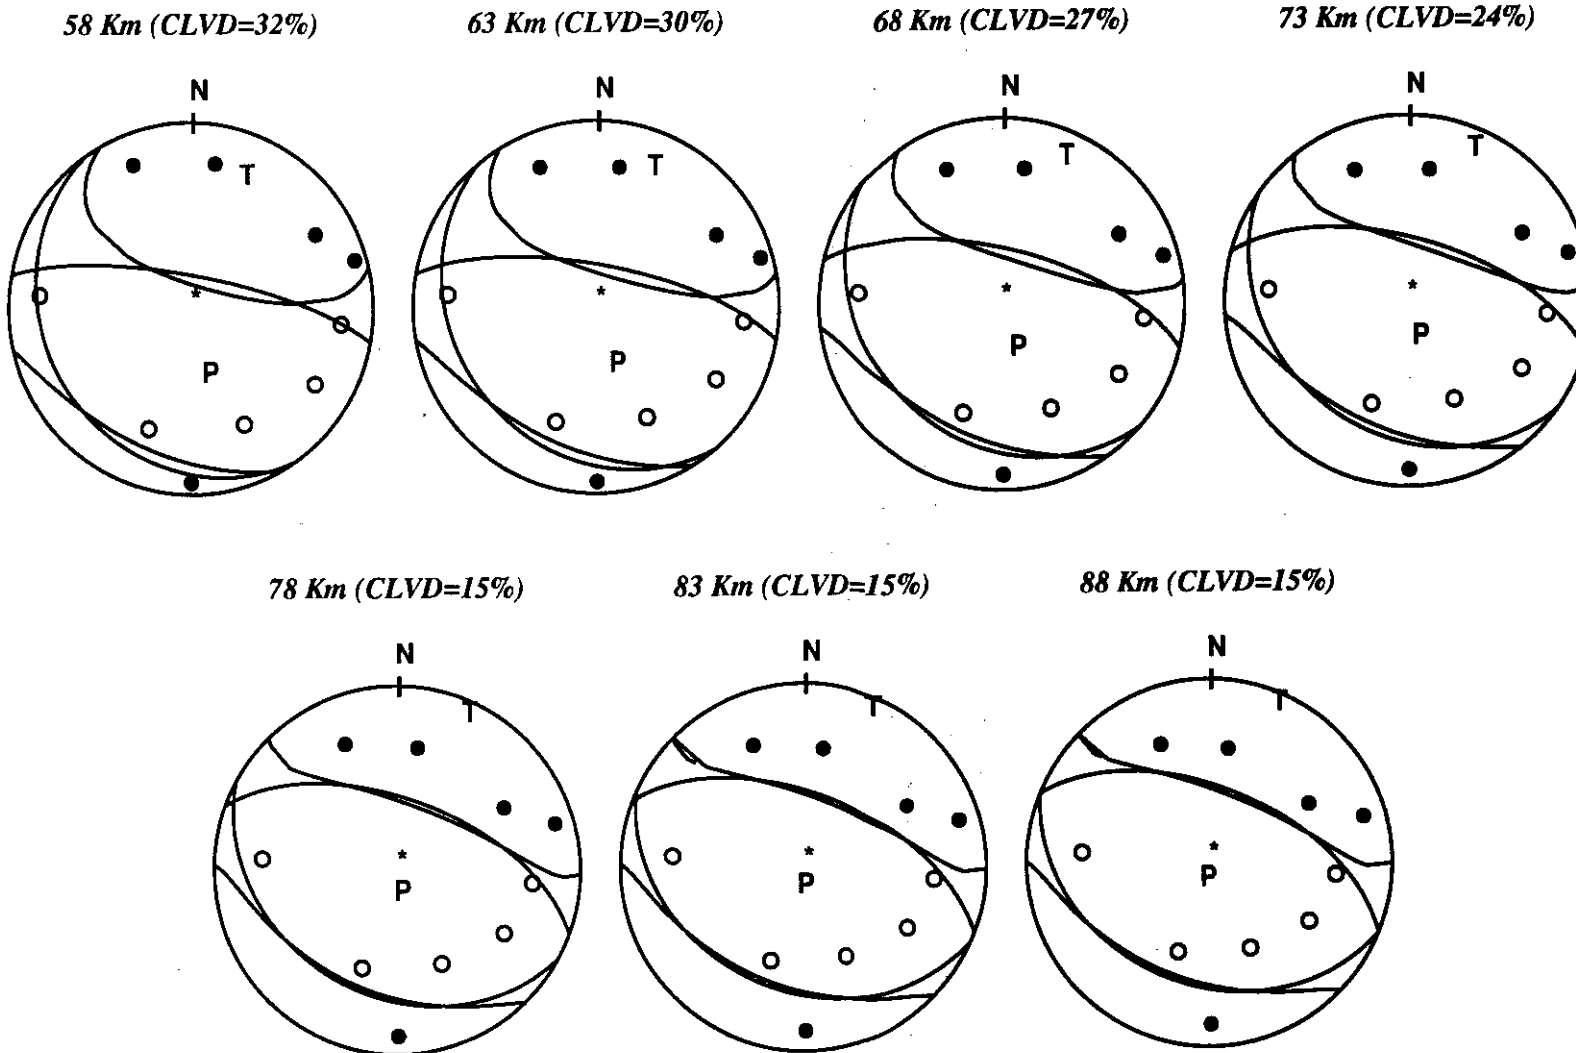 58 Km (CLVD=32%) 63 Km (CLVD=30%) 68 Km (CLVD=27%) 73 Km (CLVD=24%)
N N N N
T T T T
* * * *
P P P P
78 Km (CLVD=15%) 83 Km (CLVD=15%) 88 Km (CLVD=15%)
N N N
T T T
* * *
P P P